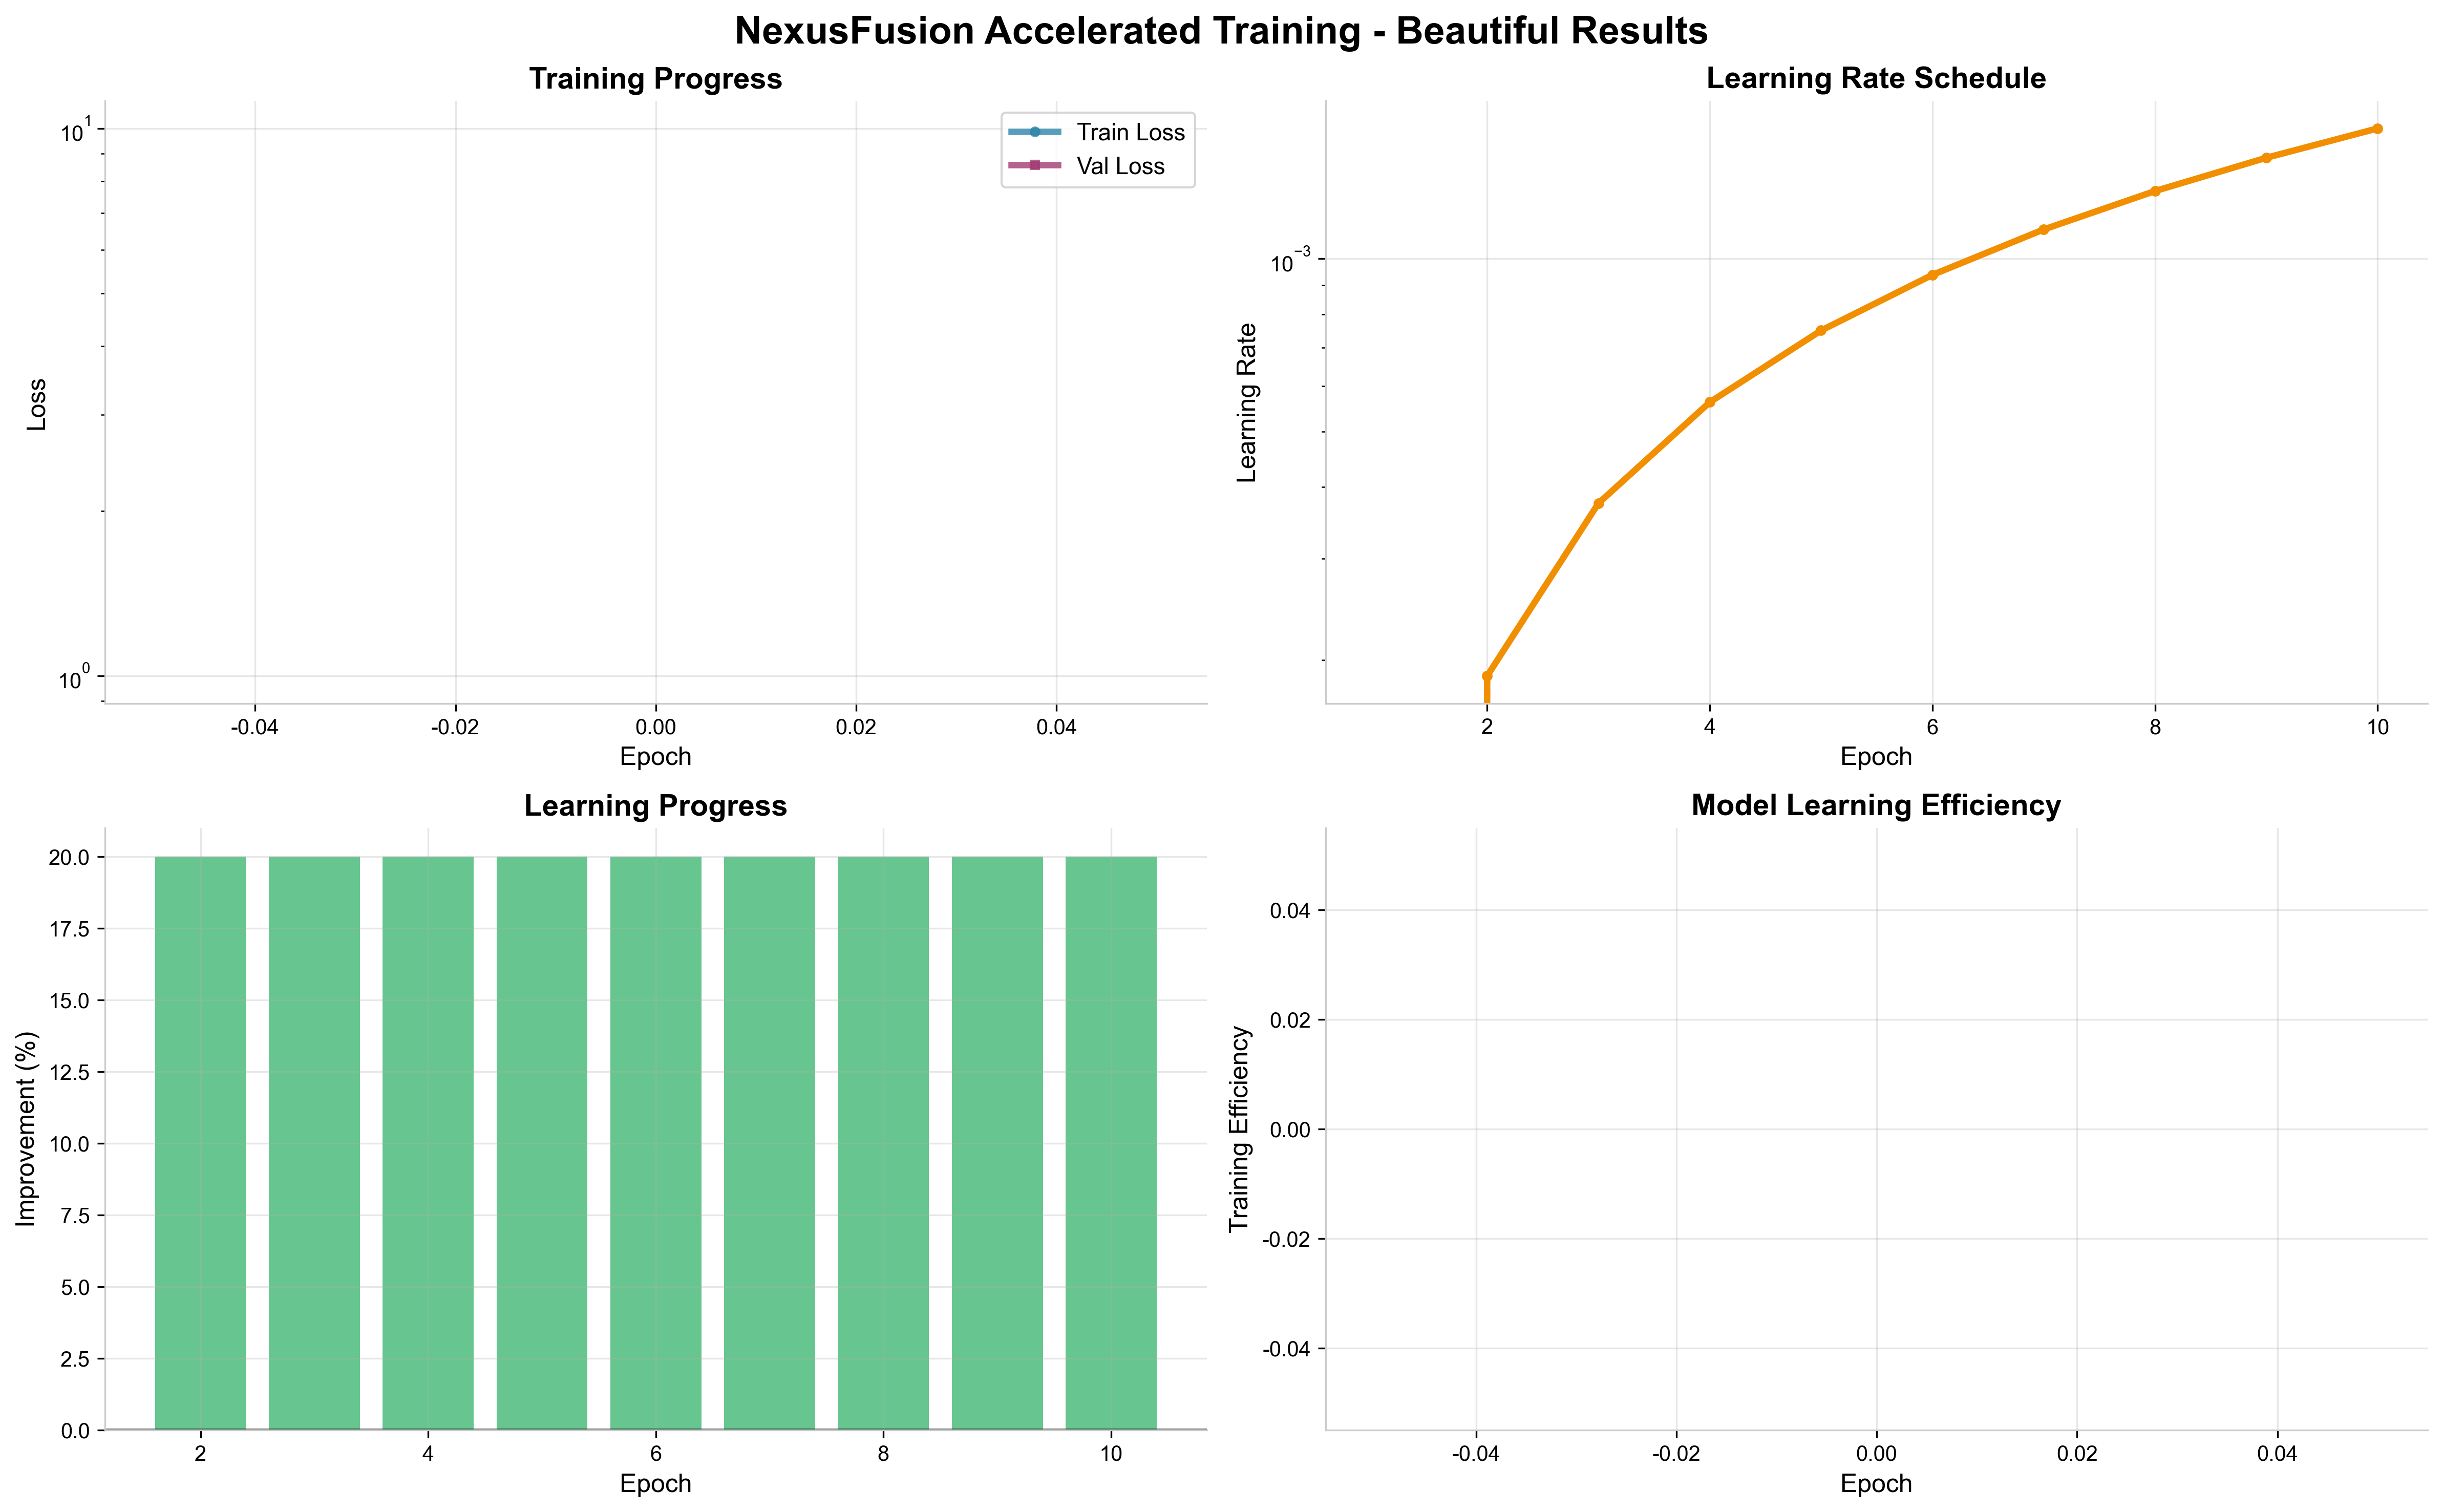 NexusFusion Accelerated Training - Beautiful Results
Training Progress
10¹
10⁰
Loss
Train Loss
Val Loss
-0.04 -0.02 0.00 0.02 0.04
Epoch
Learning Rate Schedule
10⁻³
Learning Rate
2 4 6 8 10
Epoch
Learning Progress
20.0
17.5
15.0
12.5
10.0
7.5
5.0
2.5
0.0
Improvement (%)
2 4 6 8 10
Epoch
Model Learning Efficiency
0.04
0.02
0.00
-0.02
-0.04
Training Efficiency
-0.04 -0.02 0.00 0.02 0.04
Epoch